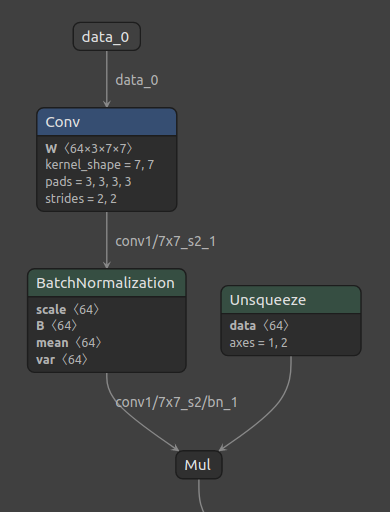 data_0
data_0
Conv
W〈64×3×7×7〉
kernel_shape = 7, 7
pads = 3, 3, 3, 3
strides = 2, 2
conv1/7x7_s2_1
BatchNormalization
scale〈64〉
B〈64〉
mean〈64〉
var〈64〉
Unsqueeze
data〈64〉
axes = 1, 2
conv1/7x7_s2/bn_1
Mul